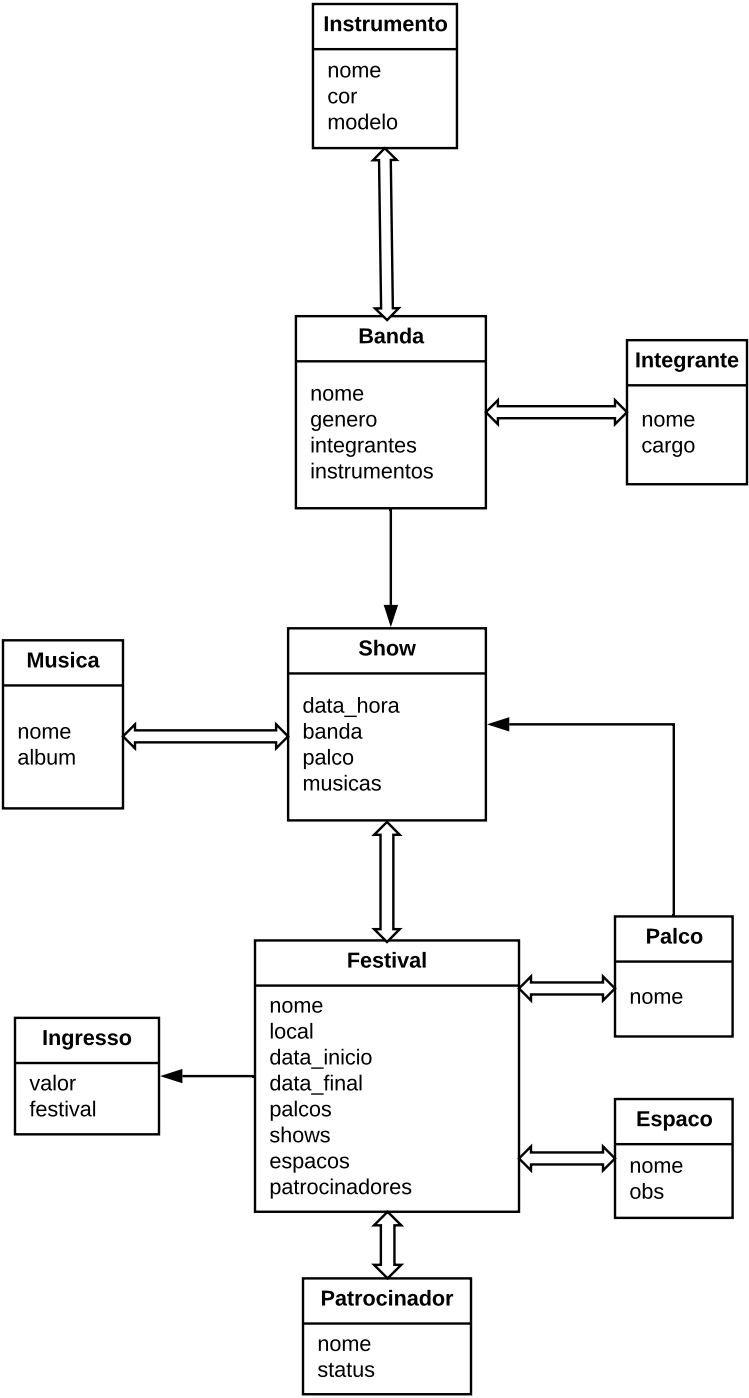 Instrumento
nome
cor
modelo
Banda
nome
genero
integrantes
instrumentos
Integrante
nome
cargo
Musica
nome
album
Show
data_hora
banda
palco
musicas
Festival
nome
local
data_inicio
data_final
palcos
shows
espacos
patrocinadores
Palco
nome
Ingresso
valor
festival
Espaco
nome
obs
Patrocinador
nome
status